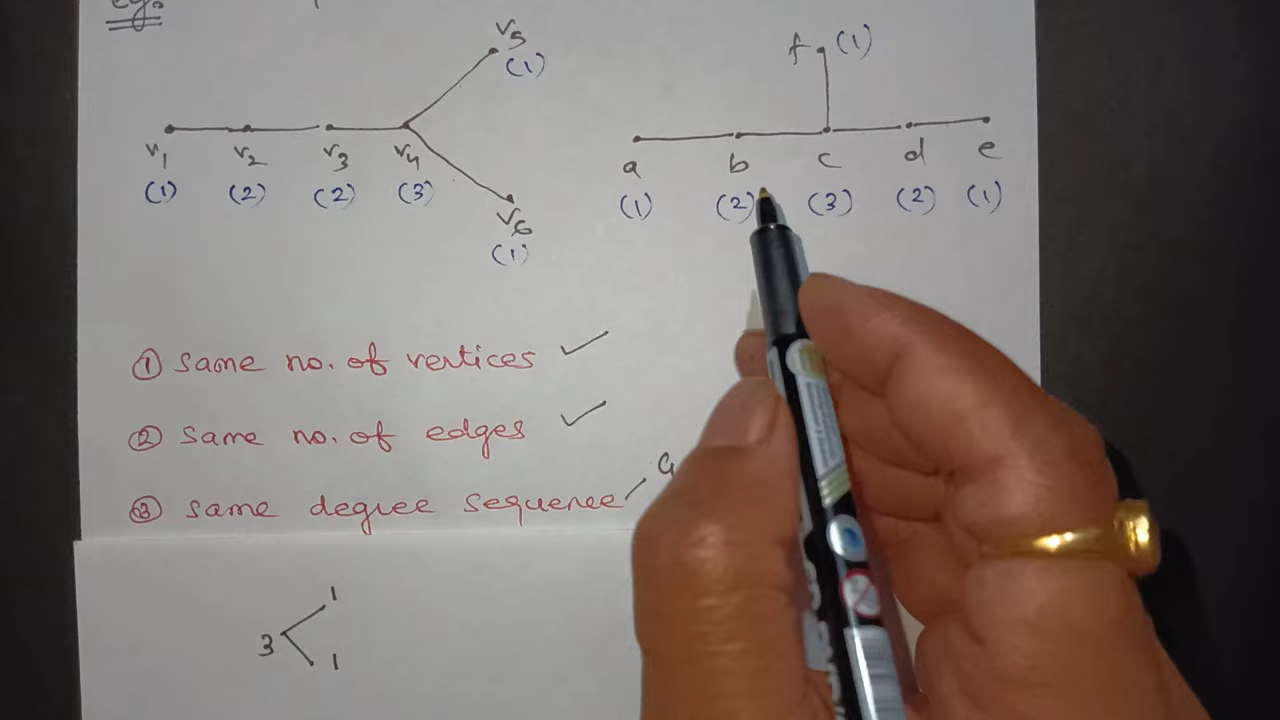 eg:
v5
(1)
f (1)
v1 v2 v3 v4
(1) (2) (2) (3)
v6
(1)
a b c d e
(1) (2) (3) (2) (1)
① same no. of vertices ✓
② same no. of edges ✓
③ same degree sequence / G
3 1
1